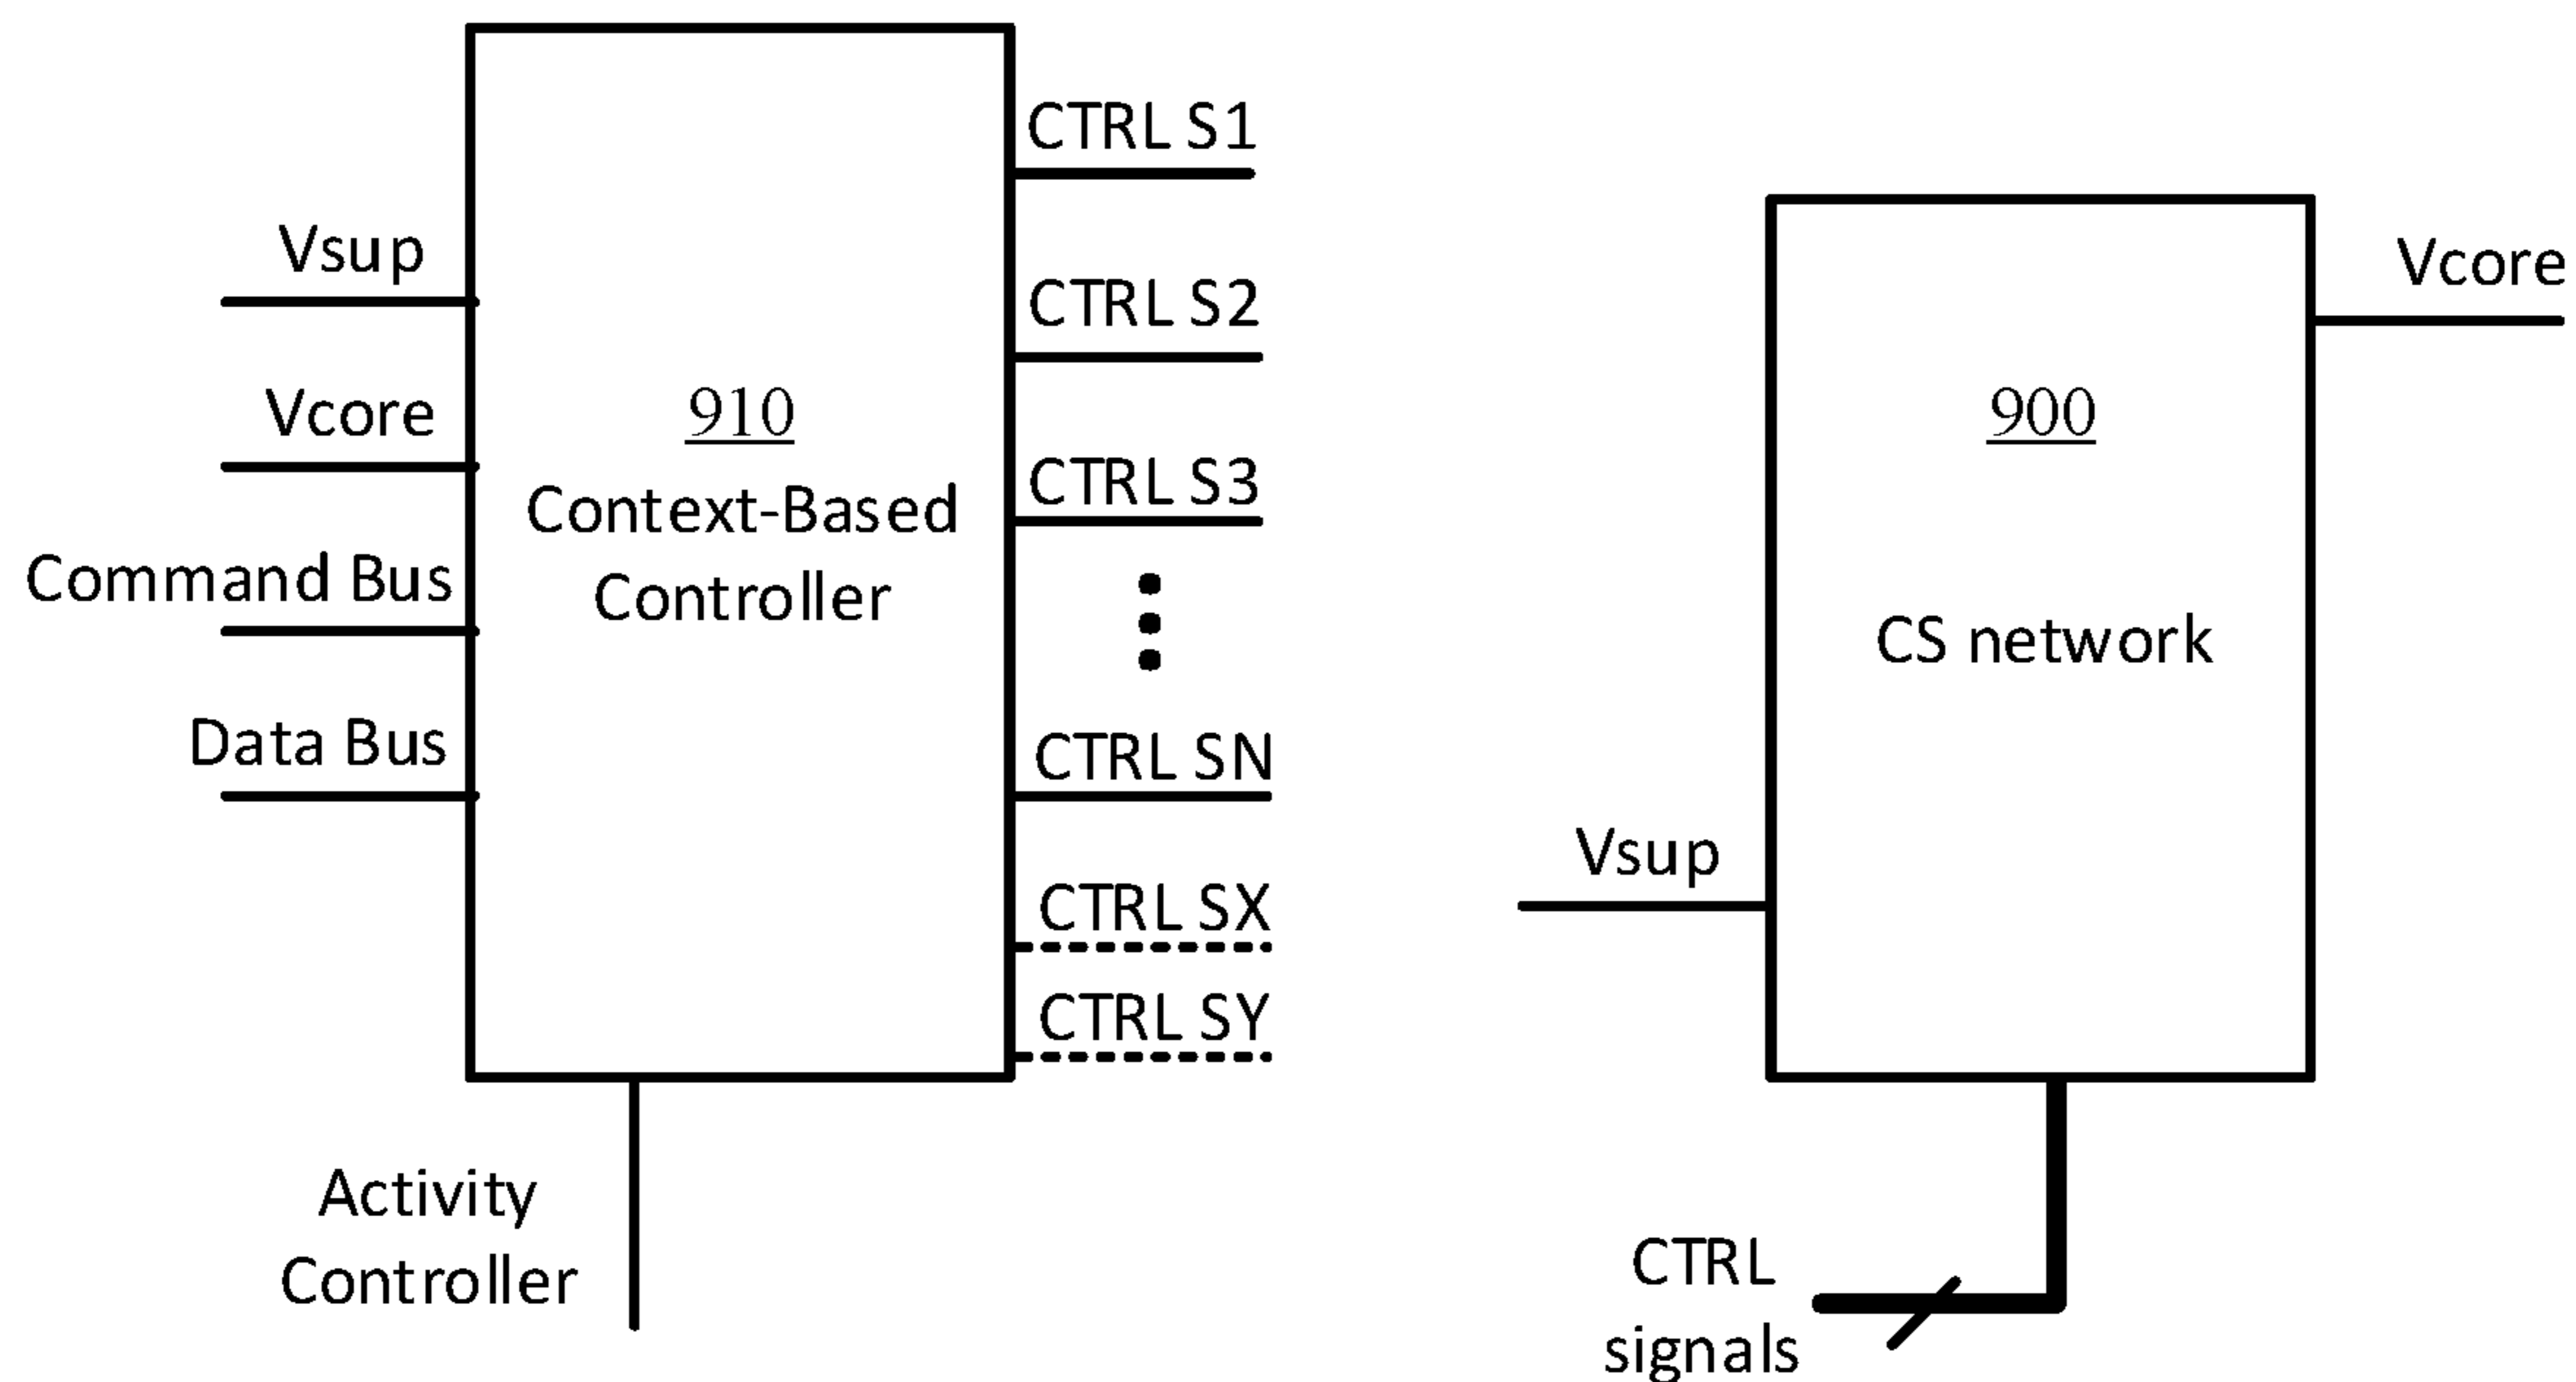 Vsup
Vcore
Command Bus
Data Bus
910
Context-Based
Controller
CTRL S1
CTRL S2
CTRL S3
CTRL SN
CTRL SX
CTRL SY
Activity
Controller
900
CS network
Vcore
Vsup
CTRL
signals